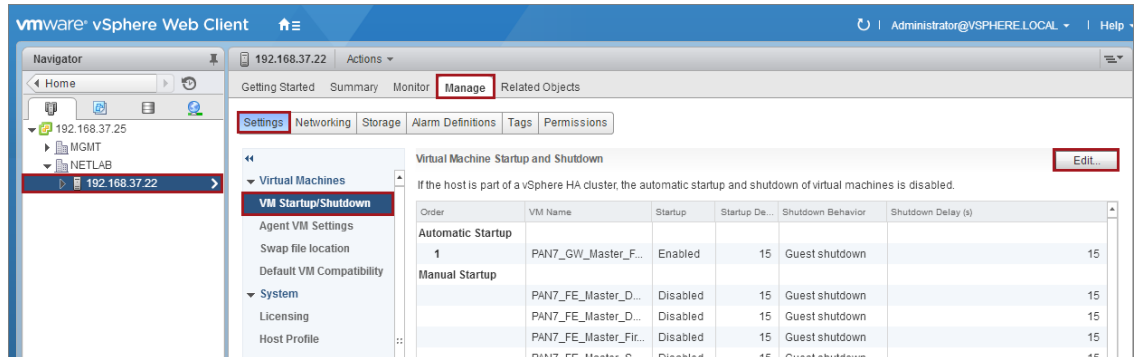 vmware® vSphere Web Client
Administrator@VSPHERE.LOCAL
Help
Navigator
Home
192.168.37.25
MGMT
NETLAB
192.168.37.22
192.168.37.22 Actions
Getting Started Summary Monitor Manage Related Objects
Settings Networking Storage Alarm Definitions Tags Permissions
Virtual Machines
VM Startup/Shutdown
Agent VM Settings
Swap file location
Default VM Compatibility
System
Licensing
Host Profile
Virtual Machine Startup and Shutdown
Edit...
If the host is part of a vSphere HA cluster, the automatic startup and shutdown of virtual machines is disabled.
Order VM Name Startup Startup De... Shutdown Behavior Shutdown Delay (s)
Automatic Startup
1 PAN7_GW_Master_F... Enabled 15 Guest shutdown 15
Manual Startup
PAN7_FE_Master_D... Disabled 15 Guest shutdown 15
PAN7_FE_Master_D... Disabled 15 Guest shutdown 15
PAN7_FE_Master_Fir... Disabled 15 Guest shutdown 15